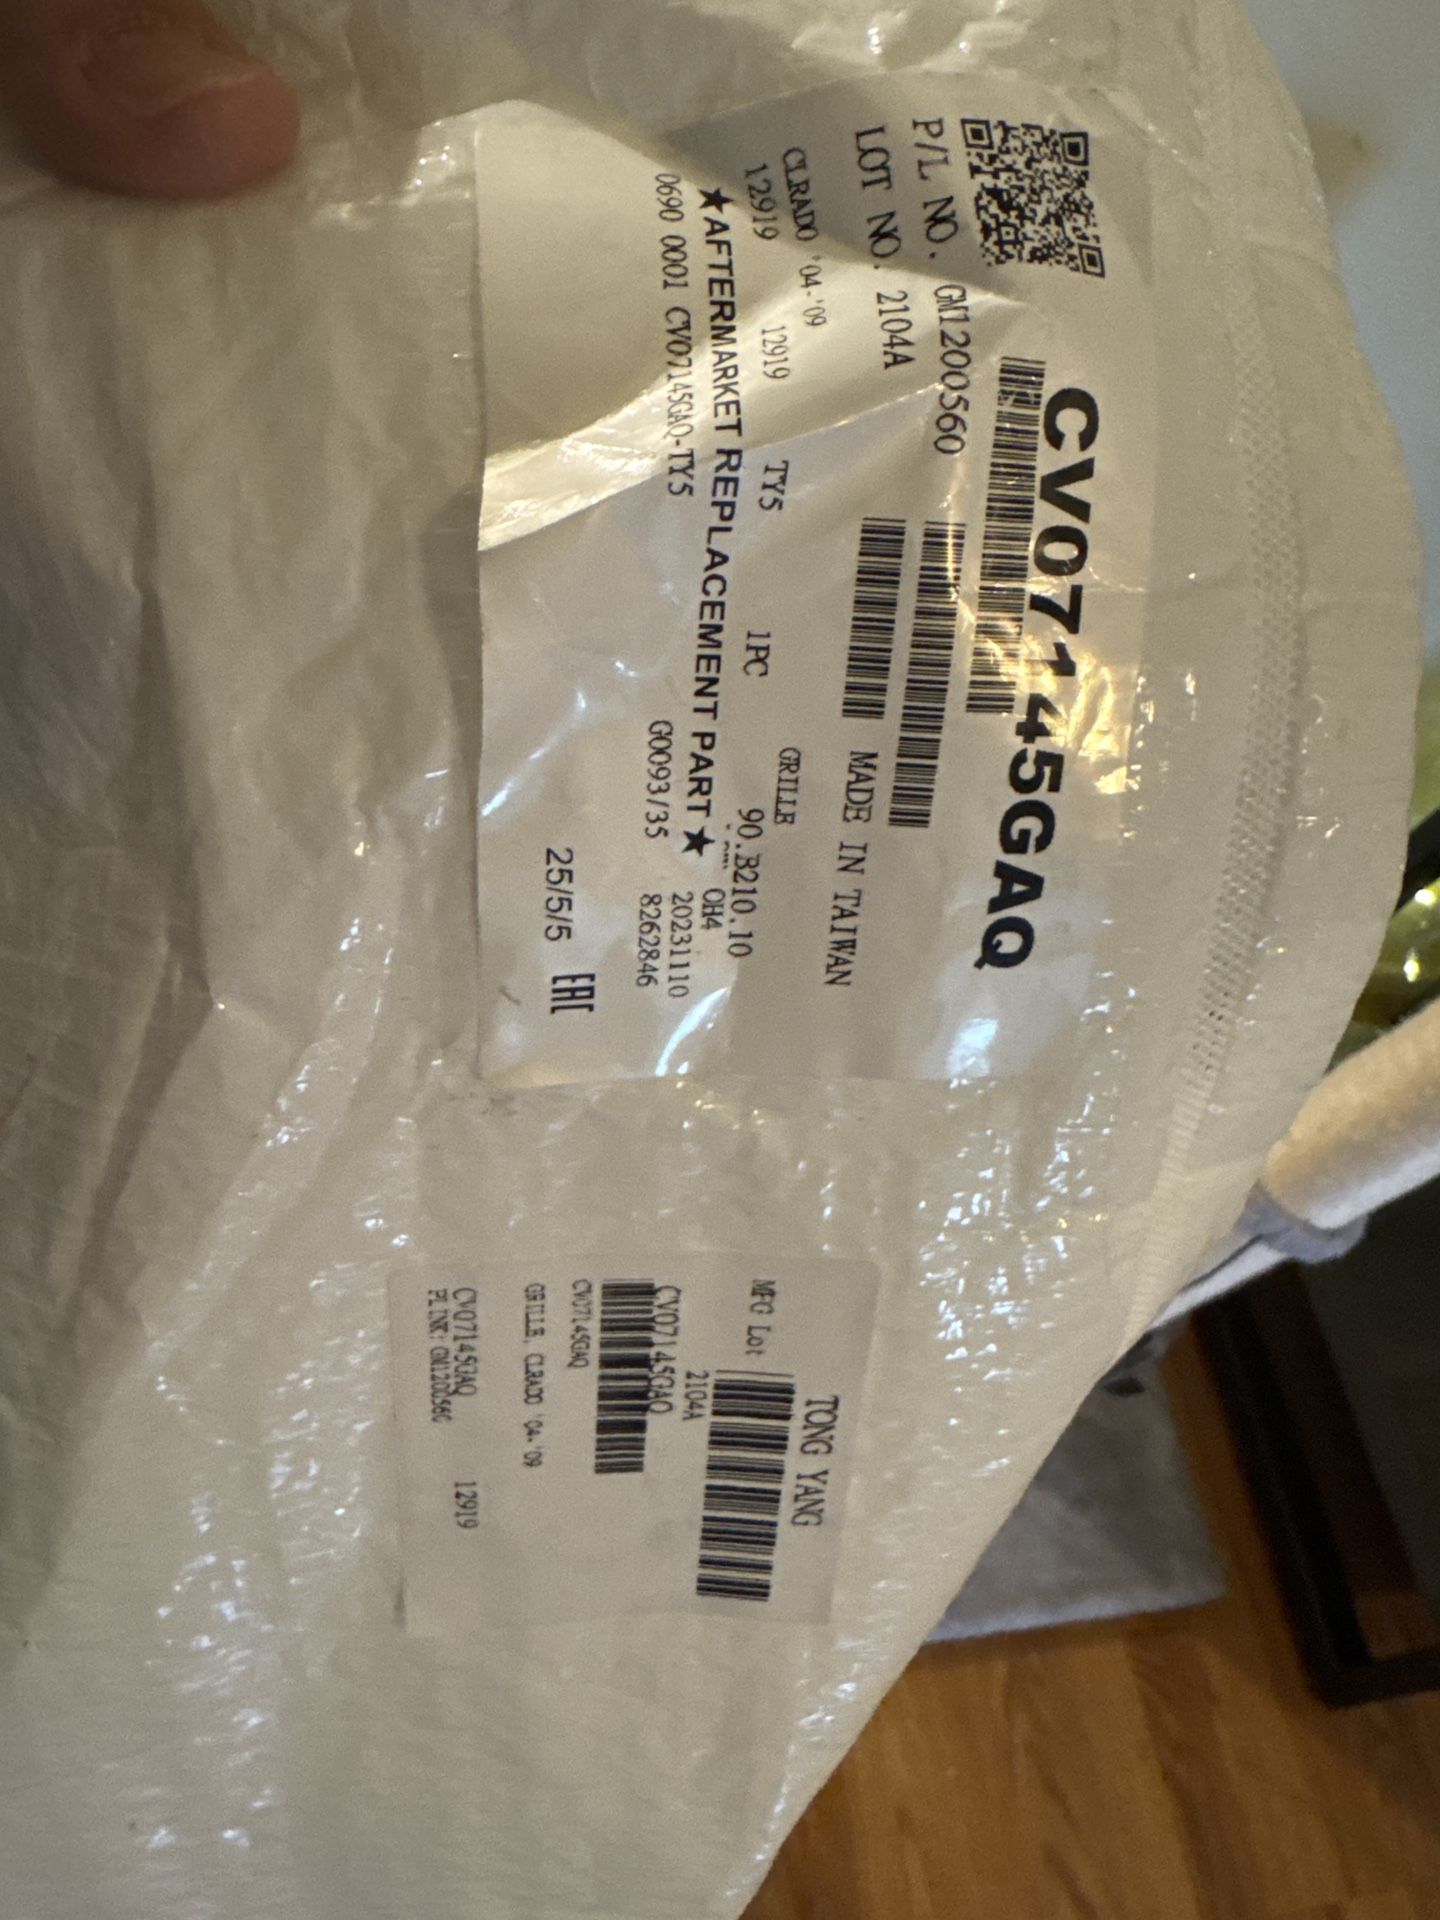 CV07145GAQ
P/L NO. GM1200560
LOT NO. 2104A
MADE IN TAIWAN
CLRADO '04-'09 GRILLE
12919 12919 TY5 1PC 90.B210.10
★AFTERMARKET REPLACEMENT PART★ OH4
20231110
0690 0001 CV07145GAQ-TY5 G0093/35 8262846
25/5/5 EAC
TONG YANG
MFG Lot
2104A
CV07145GAQ
CV07145GAQ
GRILLE, CLRADO '04-'09
CV07145GAQ 12919
PLINK: GM1200560